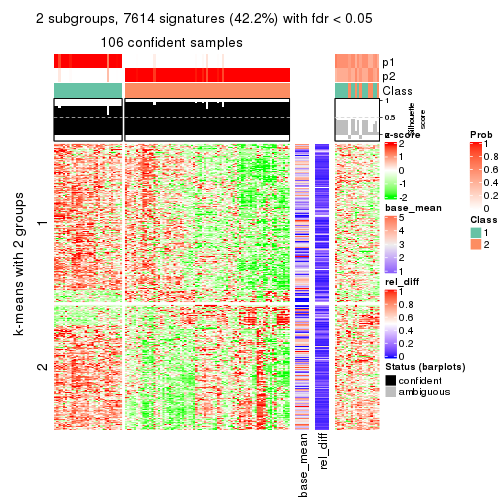 2 subgroups, 7614 signatures (42.2%) with fdr < 0.05
106 confident samples
p1
p2
Class
1
0.5
0
Silhouette
score
k-means with 2 groups
1
2
base_mean
rel_diff
z-score
2
1
0
-1
-2
base_mean
5
4
3
2
1
rel_diff
1
0.8
0.6
0.4
0.2
0
Status (barplots)
confident
ambiguous
Prob
1
0.8
0.6
0.4
0.2
0
Class
1
2